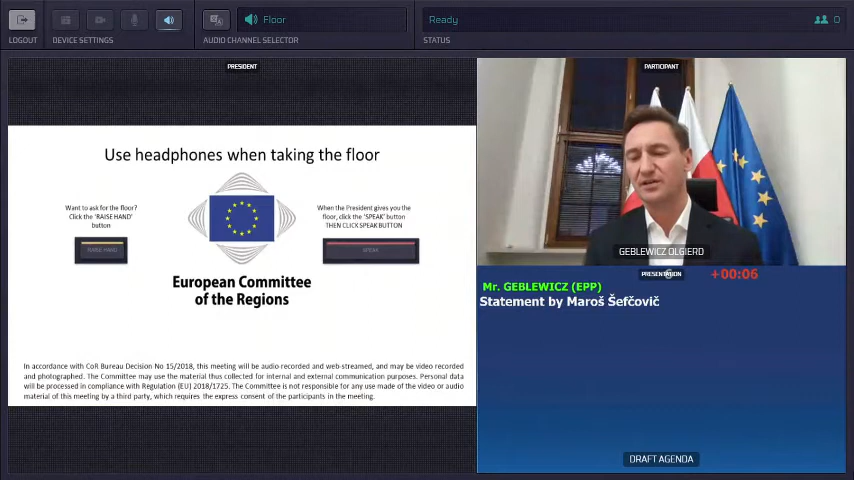 LOGOUT
DEVICE SETTINGS
Floor
AUDIO CHANNEL SELECTOR
Ready
0
STATUS
PRESIDENT
Use headphones when taking the floor
Want to ask for the floor?
Click the 'RAISE HAND'
button
RAISE HAND
When the President gives you the
floor, click the 'SPEAK' button
THEN CLICK SPEAK BUTTON
SPEAK
European Committee
of the Regions
In accordance with CoR Bureau Decision No 15/2018, this meeting will be audio-recorded and web-streamed, and may be video recorded
and photographed. The Committee may use the material thus collected for internal and external communication purposes. Personal data
will be processed in compliance with Regulation (EU) 2018/1725. The Committee is not responsible for any use made of the video or audio
material of this meeting by a third party, which requires the express consent of the participants in the meeting.
PARTICIPANT
GEBLEWICZ OLGIERD
PRESENTATION
+00:06
Mr. GEBLEWICZ (EPP)
Statement by Maroš Šefčovič
DRAFT AGENDA